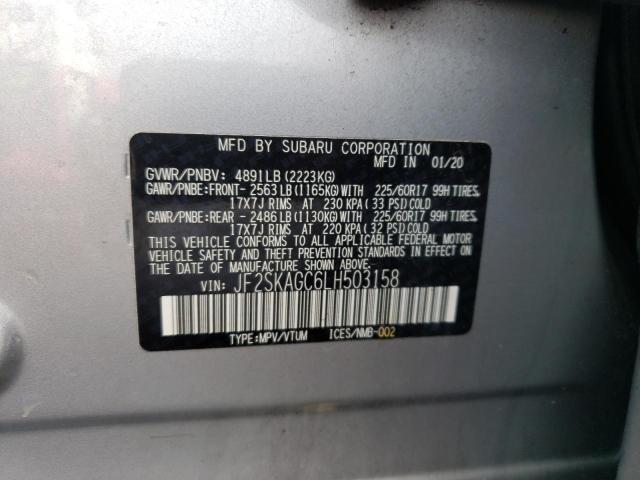 MFD BY SUBARU CORPORATION
MFD IN 01/20
GVWR/PNBV: 4891LB(2223KG)
GAWR/PNBE:FRONT- 2563LB(1165KG)WITH 225/60R17 99H TIRES,
17X7J RIMS AT 230 KPA(33 PSI)COLD
GAWR/PNBE:REAR - 2486LB(1130KG)WITH 225/60R17 99H TIRES,
17X7J RIMS AT 220 KPA(32 PSI)COLD
THIS VEHICLE CONFORMS TO ALL APPLICABLE FEDERAL MOTOR
VEHICLE SAFETY AND THEFT PREVENTION STANDARDS IN EFFECT ON
THE DATE OF MANUFACTURE SHOWN ABOVE.
VIN: JF2SKAGC6LH503158
TYPE:MPV/VTUM ICES/NMB-002